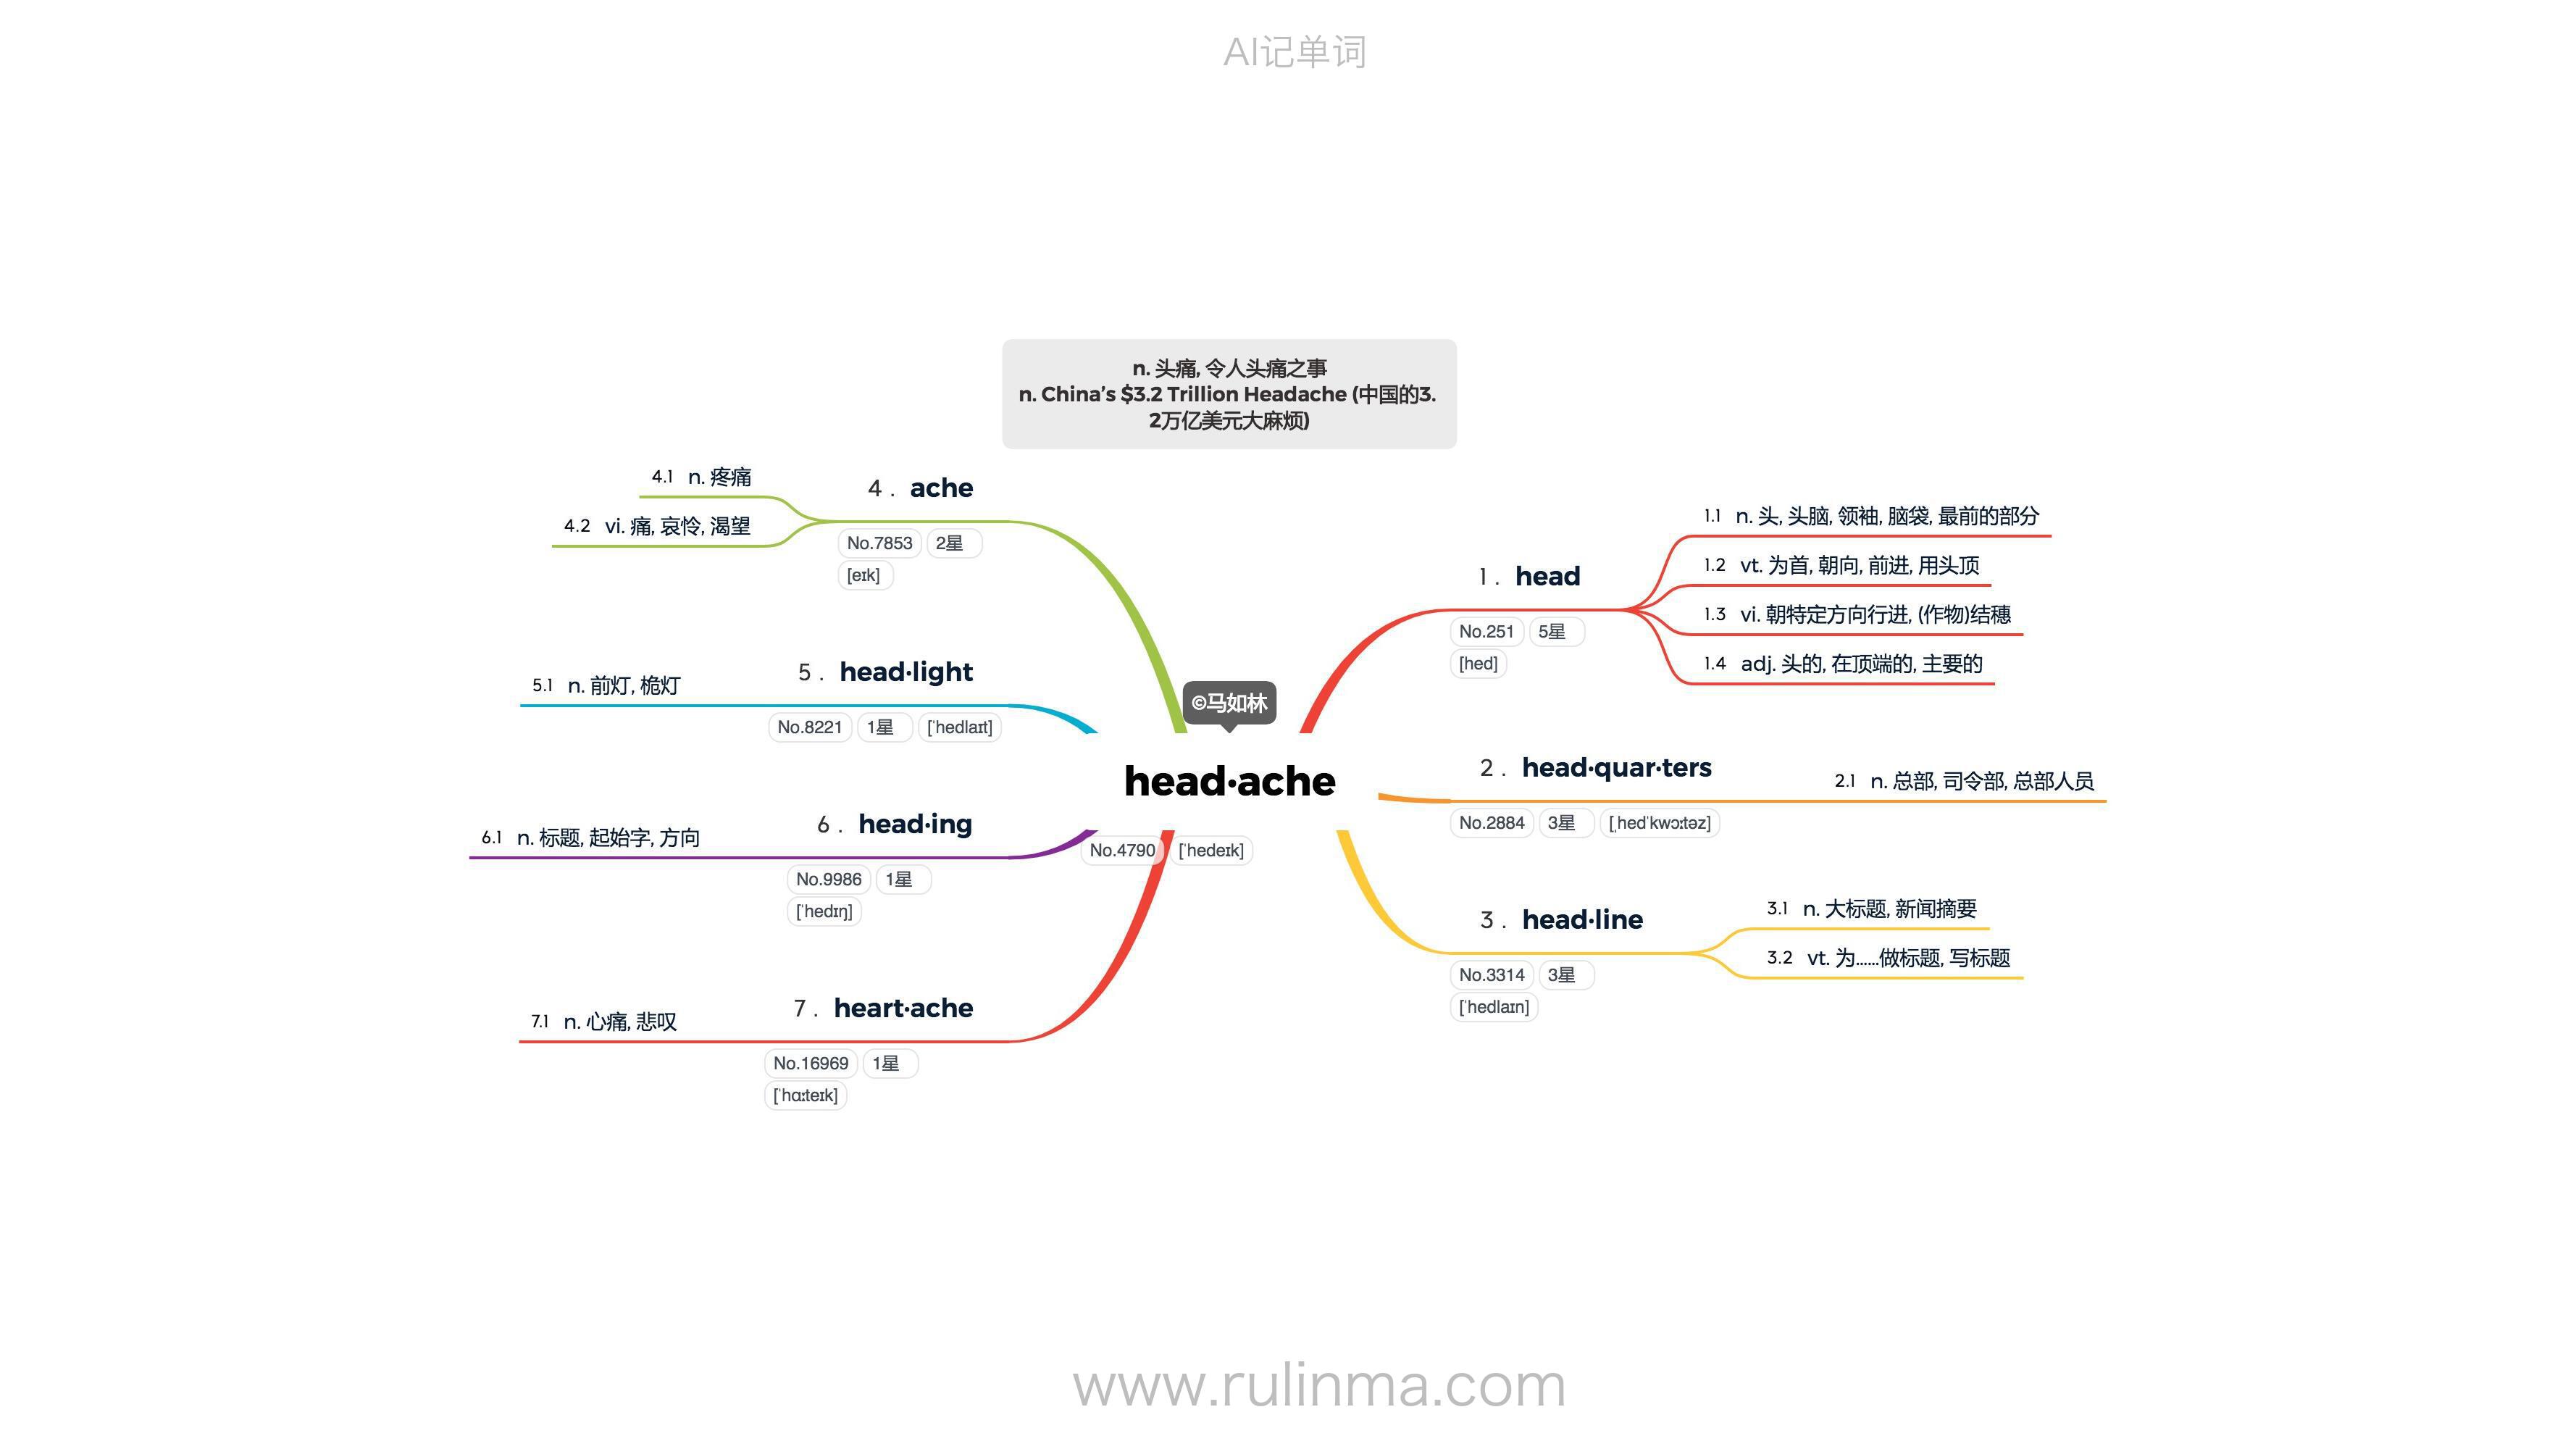 AI记单词
n. 头痛, 令人头痛之事
n. China’s $3.2 Trillion Headache (中国的3.
2万亿美元大麻烦)
©马如林
head·ache
No.4790 [ˈhedeɪk]
1 . head
No.251 5星
[hed]
1.1 n. 头, 头脑, 领袖, 脑袋, 最前的部分
1.2 vt. 为首, 朝向, 前进, 用头顶
1.3 vi. 朝特定方向行进, (作物)结穗
1.4 adj. 头的, 在顶端的, 主要的
2 . head·quar·ters
No.2884 3星 [ˌhedˈkwɔːtəz]
2.1 n. 总部, 司令部, 总部人员
3 . head·line
No.3314 3星
[ˈhedlaɪn]
3.1 n. 大标题, 新闻摘要
3.2 vt. 为……做标题, 写标题
4 . ache
No.7853 2星
[eɪk]
4.1 n. 疼痛
4.2 vi. 痛, 哀怜, 渴望
5 . head·light
No.8221 1星 [ˈhedlaɪt]
5.1 n. 前灯, 桅灯
6 . head·ing
No.9986 1星
[ˈhedɪŋ]
6.1 n. 标题, 起始字, 方向
7 . heart·ache
No.16969 1星
[ˈhɑːteɪk]
7.1 n. 心痛, 悲叹
www.rulinma.com